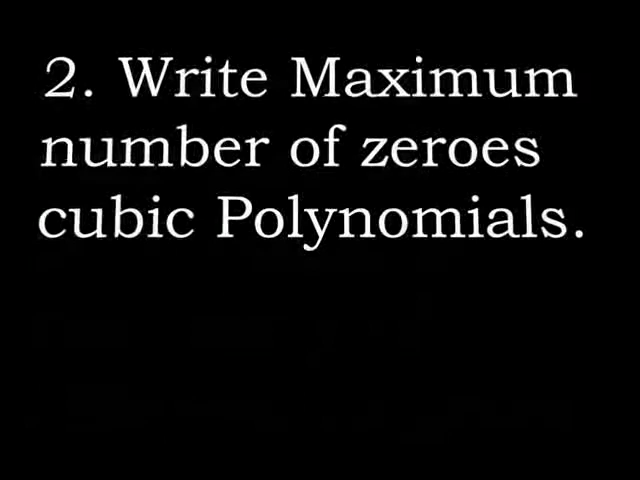 2. Write Maximum
number of zeroes
cubic Polynomials.